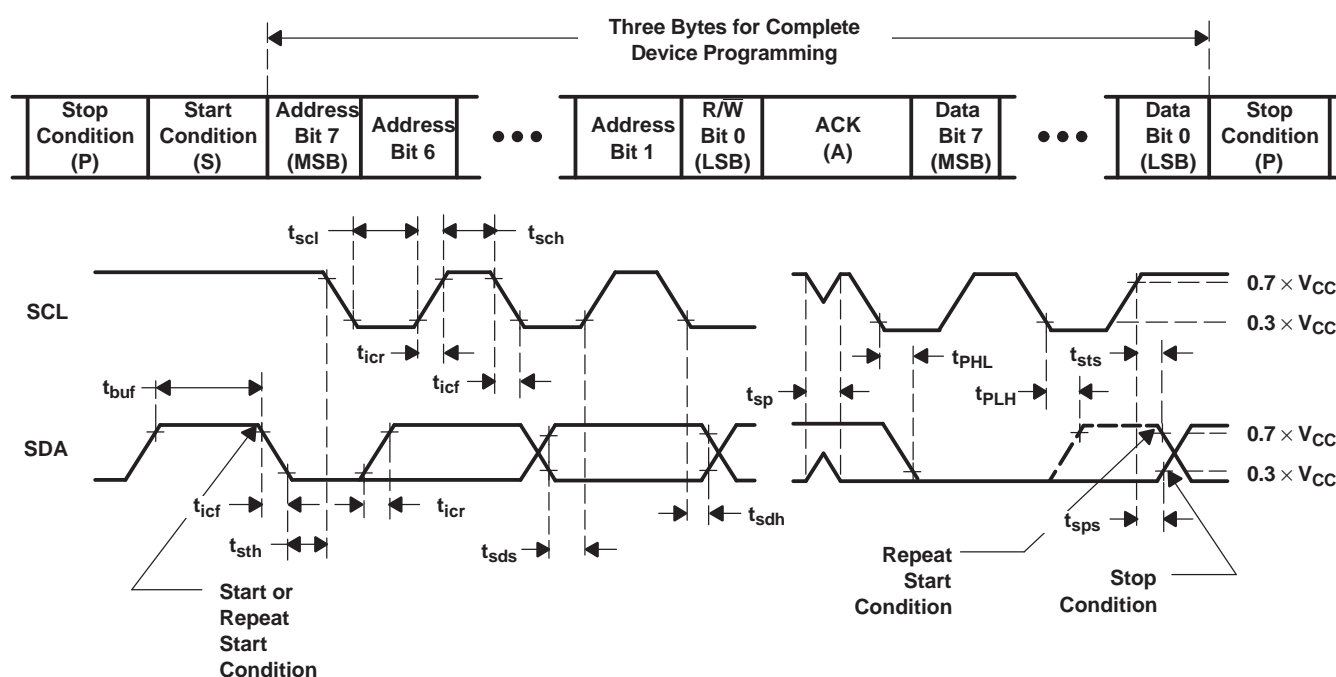 Three Bytes for Complete
Device Programming
Stop
Condition
(P)
Start
Condition
(S)
Address
Bit 7
(MSB)
Address
Bit 6
•••
Address
Bit 1
R/W̅
Bit 0
(LSB)
ACK
(A)
Data
Bit 7
(MSB)
•••
Data
Bit 0
(LSB)
Stop
Condition
(P)
tscl
tsch
SCL
0.7 × VCC
0.3 × VCC
ticr
ticf
tPHL
tsts
tbuf
tsp
tPLH
SDA
0.7 × VCC
0.3 × VCC
ticf
ticr
tsdh
tsps
tsth
tsds
Start or
Repeat
Start
Condition
Repeat
Start
Condition
Stop
Condition